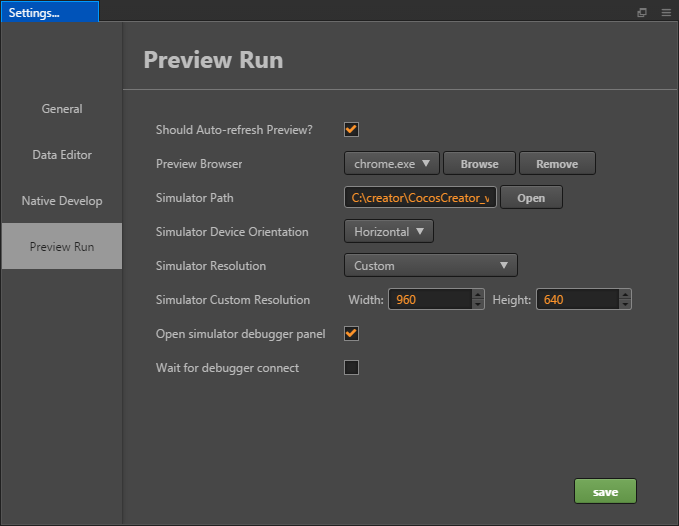 Settings...
Preview Run
General
Data Editor
Native Develop
Preview Run
Should Auto-refresh Preview?
Preview Browser chrome.exe Browse Remove
Simulator Path C:\creator\CocosCreator_v Open
Simulator Device Orientation Horizontal
Simulator Resolution Custom
Simulator Custom Resolution Width: 960 Height: 640
Open simulator debugger panel
Wait for debugger connect
save